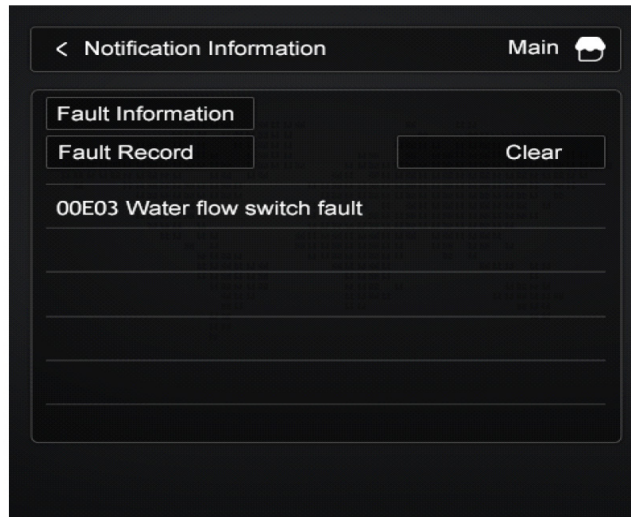 < Notification Information Main
Fault Information
Fault Record Clear
00E03 Water flow switch fault